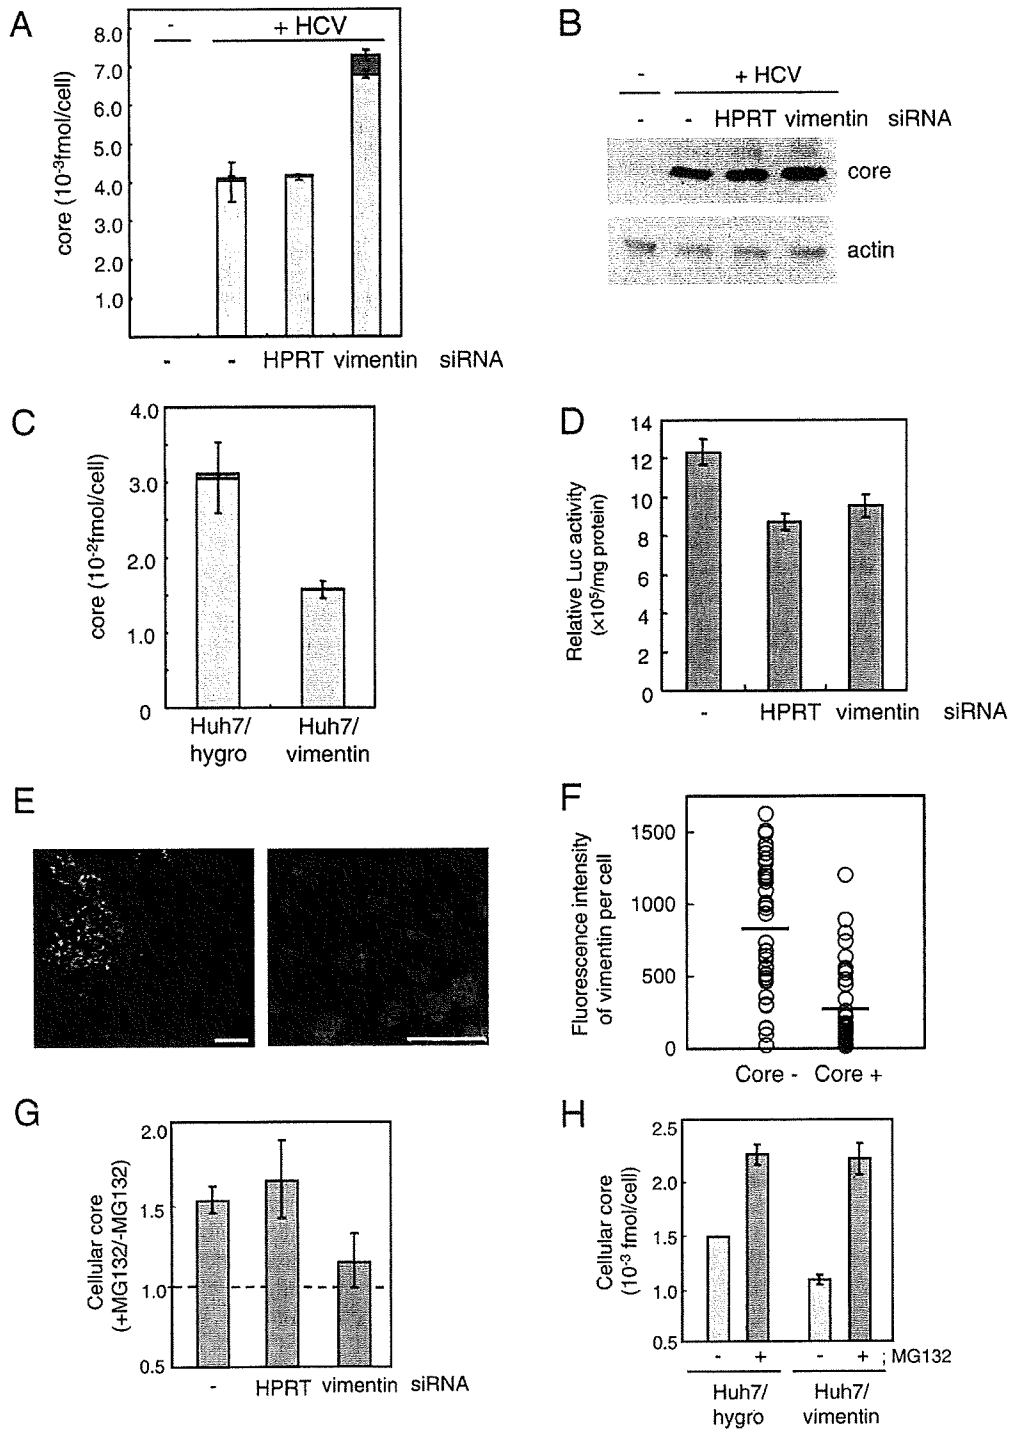 A
- + HCV
core (10-3fmol/cell)
8.0
7.0
6.0
5.0
4.0
3.0
2.0
1.0
- - HPRT vimentin siRNA
B
- + HCV
- - HPRT vimentin siRNA
core
actin
C
core (10-2fmol/cell)
4.0
3.0
2.0
1.0
0
Huh7/
hygro
Huh7/
vimentin
D
Relative Luc activity
(×105/mg protein)
14
12
10
8
6
4
2
0
- HPRT vimentin siRNA
E
F
Fluorescence intensity
of vimentin per cell
1500
1000
500
0
Core - Core +
G
Cellular core
(+MG132/-MG132)
2.0
1.5
1.0
0.5
- HPRT vimentin siRNA
H
Cellular core
(10-3 fmol/cell)
2.5
2.0
1.5
1.0
0.5
- + - + ; MG132
Huh7/
hygro
Huh7/
vimentin